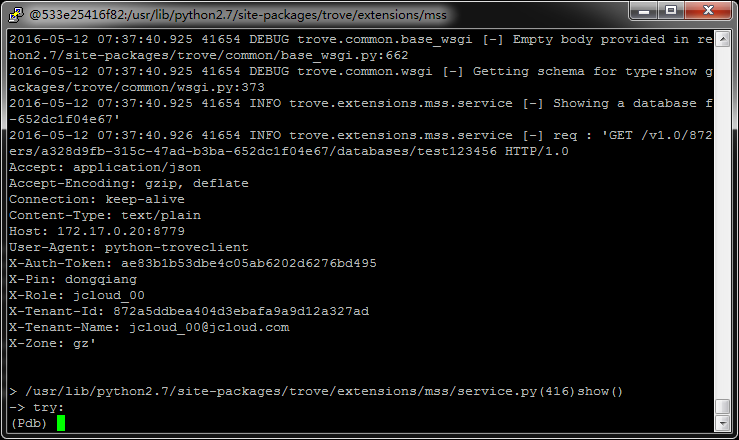 @533e25416f82:/usr/lib/python2.7/site-packages/trove/extensions/mss
2016-05-12 07:37:40.925 41654 DEBUG trove.common.base_wsgi [-] Empty body provided in re
hon2.7/site-packages/trove/common/base_wsgi.py:662
2016-05-12 07:37:40.925 41654 DEBUG trove.common.wsgi [-] Getting schema for type:show g
ackages/trove/common/wsgi.py:373
2016-05-12 07:37:40.925 41654 INFO trove.extensions.mss.service [-] Showing a database f
-652dc1f04e67'
2016-05-12 07:37:40.926 41654 INFO trove.extensions.mss.service [-] req : 'GET /v1.0/872
ers/a328d9fb-315c-47ad-b3ba-652dc1f04e67/databases/test123456 HTTP/1.0
Accept: application/json
Accept-Encoding: gzip, deflate
Connection: keep-alive
Content-Type: text/plain
Host: 172.17.0.20:8779
User-Agent: python-troveclient
X-Auth-Token: ae83b1b53dbe4c05ab6202d6276bd495
X-Pin: dongqiang
X-Role: jcloud_00
X-Tenant-Id: 872a5ddbea404d3ebafa9a9d12a327ad
X-Tenant-Name: jcloud_00@jcloud.com
X-Zone: gz'
> /usr/lib/python2.7/site-packages/trove/extensions/mss/service.py(416)show()
-> try:
(Pdb)